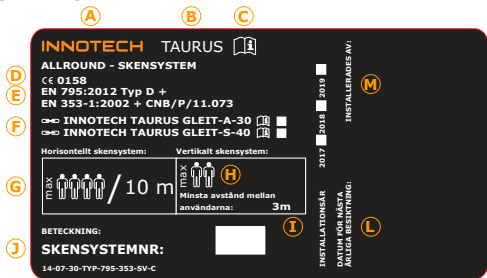 A
B
C
INNOTECH TAURUS
D
ALLROUND - SKENSYSTEM
CE 0158
E
EN 795:2012 Typ D +
EN 353-1:2002 + CNB/P/11.073
F
INNOTECH TAURUS GLEIT-A-30
INNOTECH TAURUS GLEIT-S-40
Horisontellt skensystem:
G
max / 10 m
Vertikalt skensystem:
max
H
Minsta avstånd mellan
användarna: 3m
I
BETECKNING:
J
SKENSYSTEMNR:
14-07-30-TYP-795-353-SV-C
INSTALLATIONSÅR
2017 2018 2019
DATUM FÖR NÄSTA
ÅRLIGA BESIKTNING:
L
INSTALLERADES AV:
M